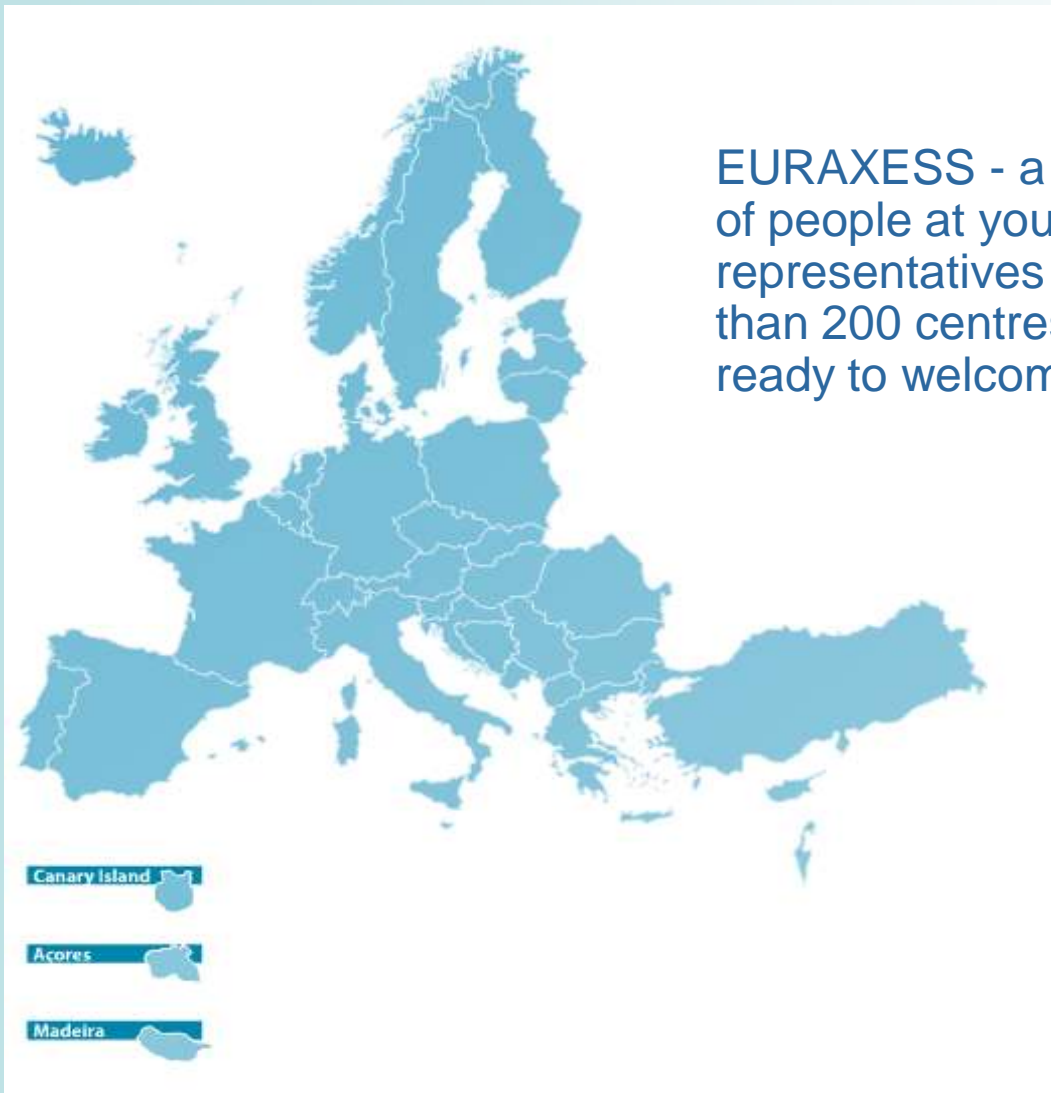 EURAXESS - a
of people at you
representatives
than 200 centres
ready to welcom
Canary Island
Açores
Madeira